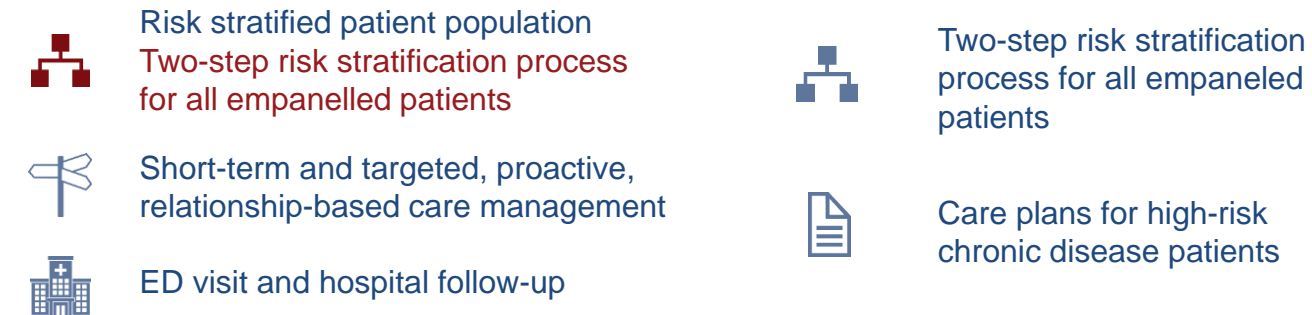 Risk stratified patient population
Two-step risk stratification process
for all empanelled patients
Short-term and targeted, proactive,
relationship-based care management
ED visit and hospital follow-up
Two-step risk stratification
process for all empaneled
patients
Care plans for high-risk
chronic disease patients